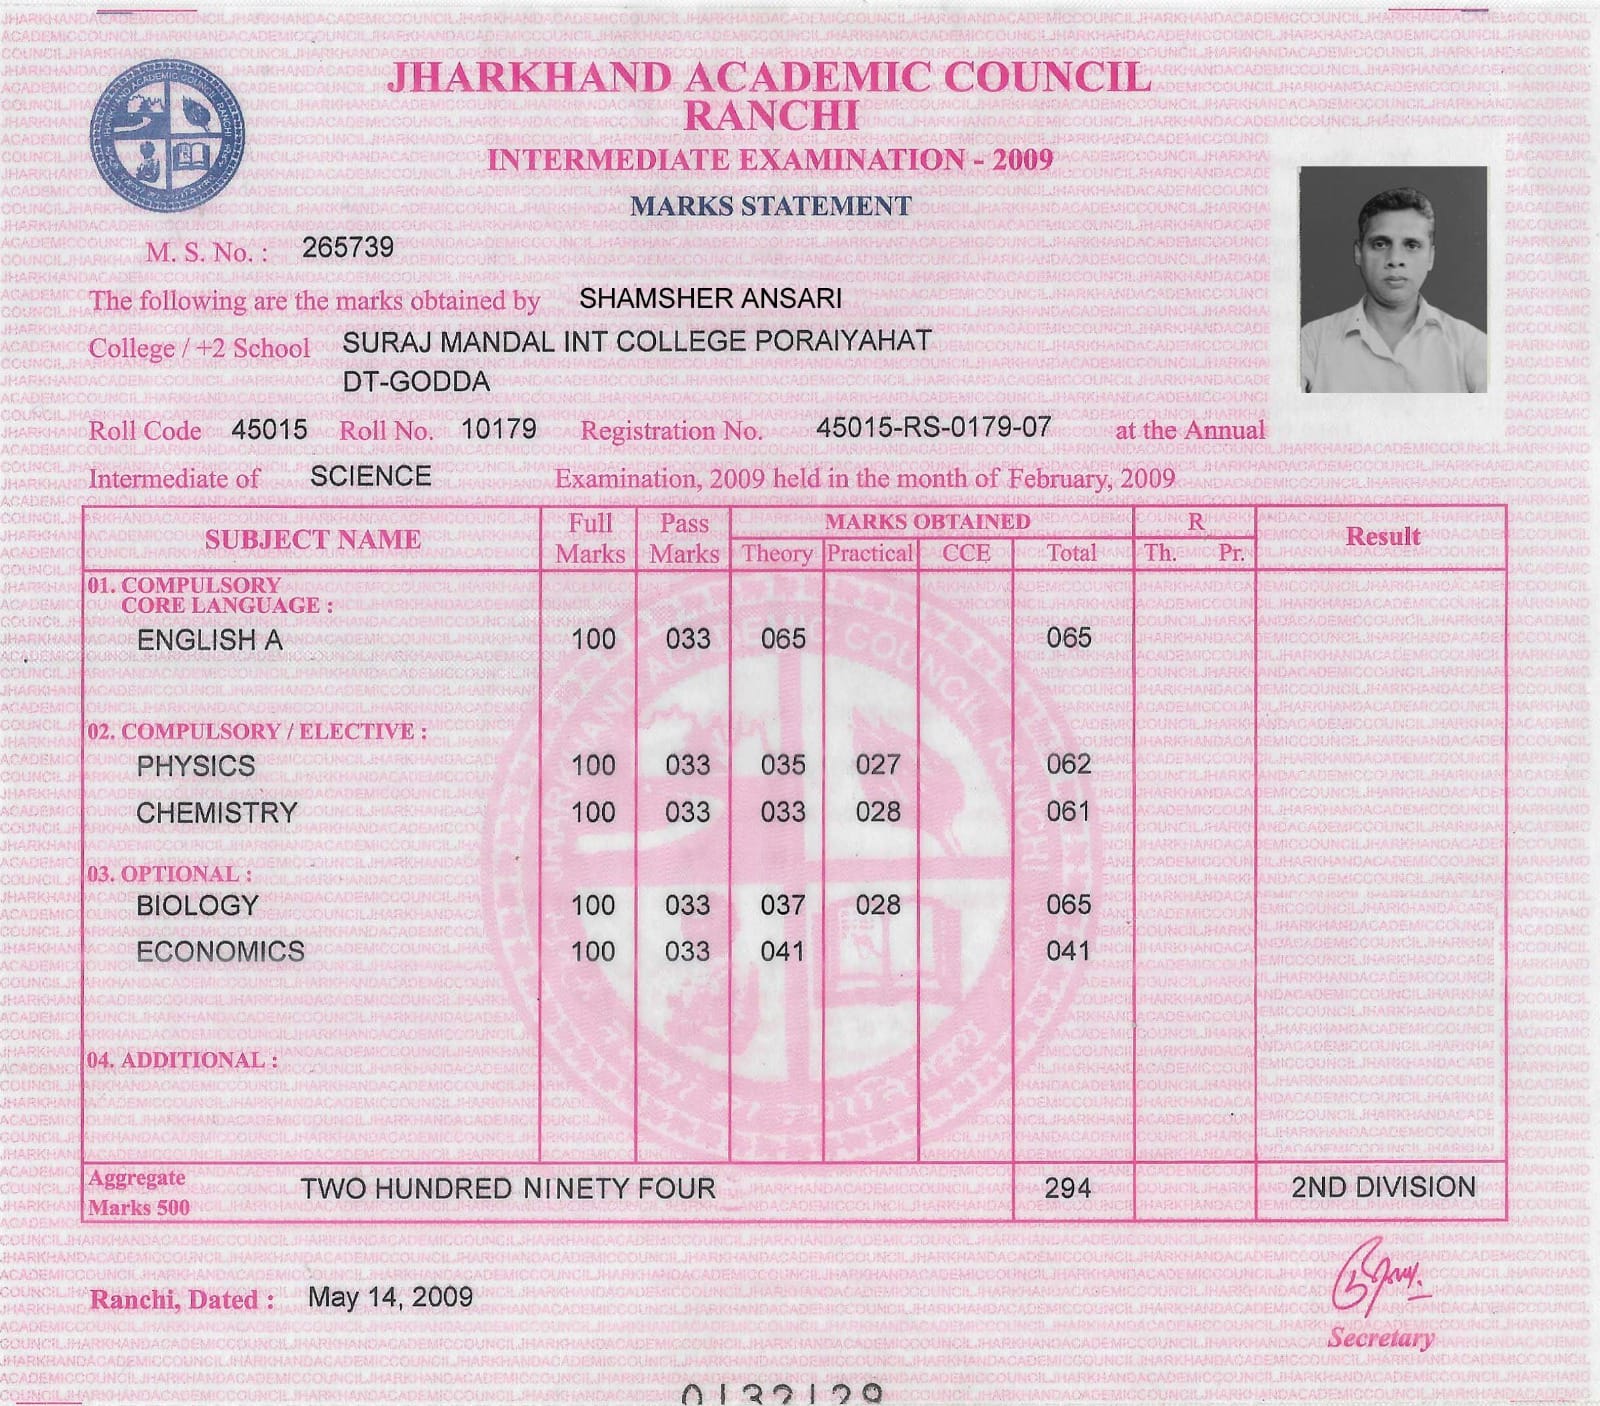 JHARKHAND ACADEMIC COUNCIL
RANCHI
INTERMEDIATE EXAMINATION - 2009
MARKS STATEMENT
M. S. No. : 265739
The following are the marks obtained by SHAMSHER ANSARI
College / +2 School SURAJ MANDAL INT COLLEGE PORAIYAHAT
DT-GODDA
Roll Code 45015 Roll No. 10179 Registration No. 45015-RS-0179-07 at the Annual
Intermediate of SCIENCE Examination, 2009 held in the month of February, 2009
SUBJECT NAME Full Marks Pass Marks MARKS OBTAINED R Result
Theory Practical CCE Total Th. Pr.
01. COMPULSORY
CORE LANGUAGE :
ENGLISH A 100 033 065 065
02. COMPULSORY / ELECTIVE :
PHYSICS 100 033 035 027 062
CHEMISTRY 100 033 033 028 061
03. OPTIONAL :
BIOLOGY 100 033 037 028 065
ECONOMICS 100 033 041 041
04. ADDITIONAL :
Aggregate
Marks 500 TWO HUNDRED NINETY FOUR 294 2ND DIVISION
Ranchi, Dated : May 14, 2009
Secretary
0132129